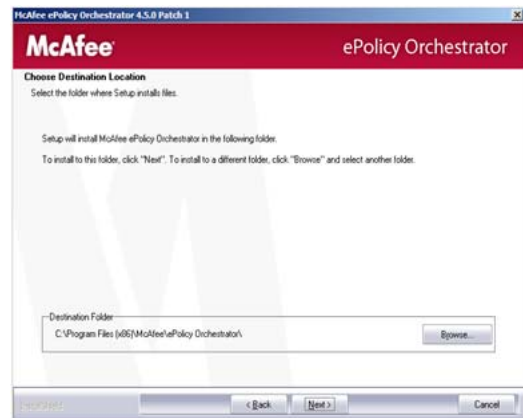 McAfee ePolicy Orchestrator 4.5.0 Patch 1
McAfee
ePolicy Orchestrator
Choose Destination Location
Select the folder where Setup installs files.
Setup will install McAfee ePolicy Orchestrator in the following folder.
To install to this folder, click "Next". To install to a different folder, click "Browse" and select another folder.
Destination Folder
C:\Program Files (x86)\McAfee\ePolicy Orchestrator\
Browse...
InstallShield
< Back
Next >
Cancel